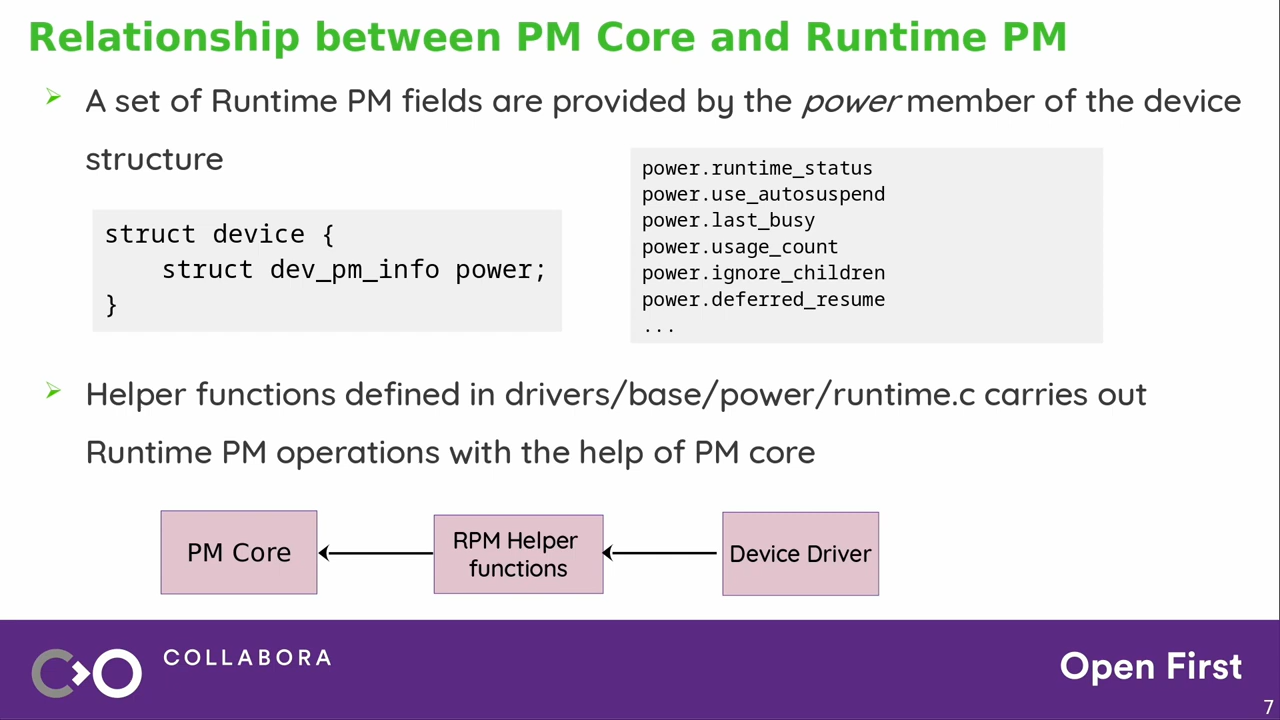 Relationship between PM Core and Runtime PM
A set of Runtime PM fields are provided by the power member of the device
structure
struct device {
struct dev_pm_info power;
}
power.runtime_status
power.use_autosuspend
power.last_busy
power.usage_count
power.ignore_children
power.deferred_resume
...
Helper functions defined in drivers/base/power/runtime.c carries out
Runtime PM operations with the help of PM core
PM Core
RPM Helper
functions
Device Driver
COLLABORA
Open First
7